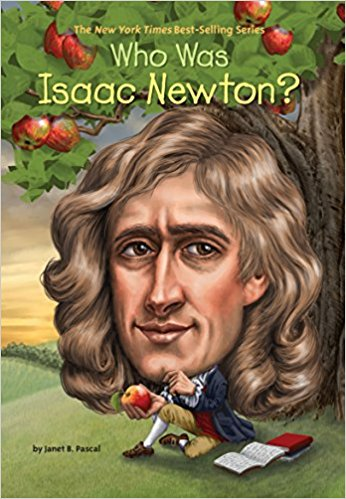 The New York Times Best-Selling Series
Who Was
Isaac Newton?
by Janet B. Pascal